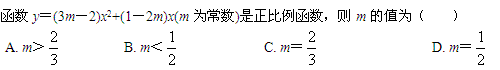 函数 y＝(3m－2)x²＋(1－2m)x(m 为常数)是正比例函数，则 m 的值为（　　）
A. m＞2/3　　B. m＜1/2　　C. m＝2/3　　D. m＝1/2